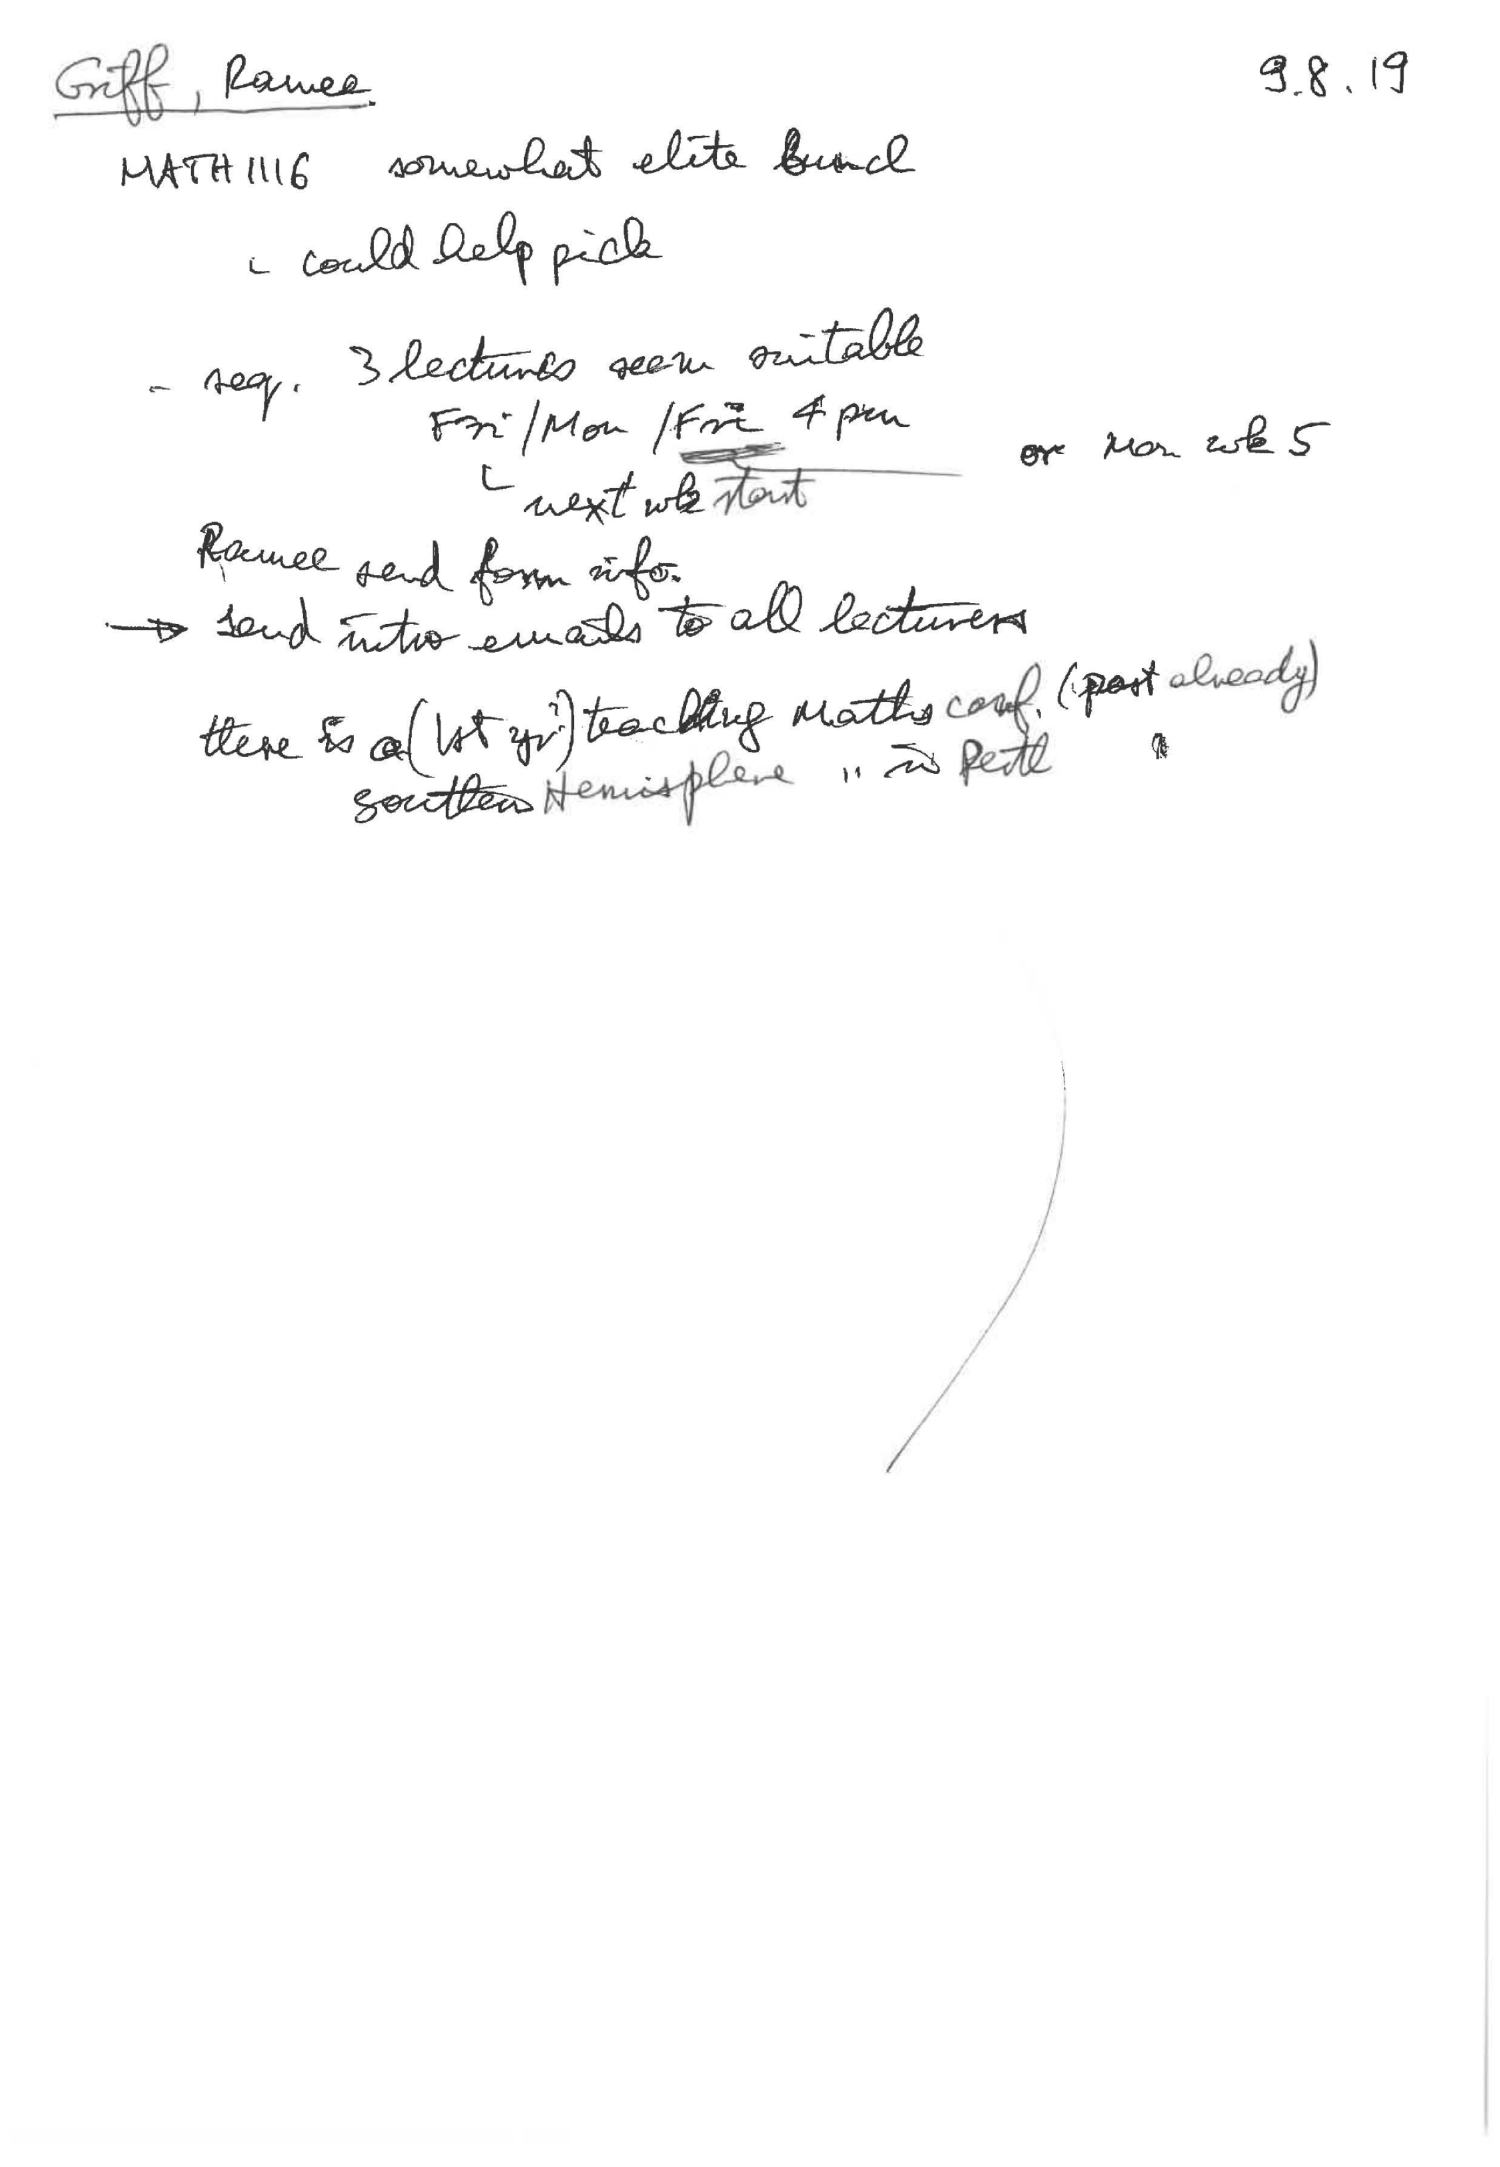 Griff, Ramee. 9.8.19
MATH1116 somewhat elite bunch
- could help pick
- seq. 3 lectures seem suitable
Fri/Mon/Fri 4pm or Mon wk 5
next wk start
Ramee send form info.
→ send intro emails to all lecturers
there is a (1st yr?) teaching Maths conf. (past already)
southern Hemisphere " in Perth